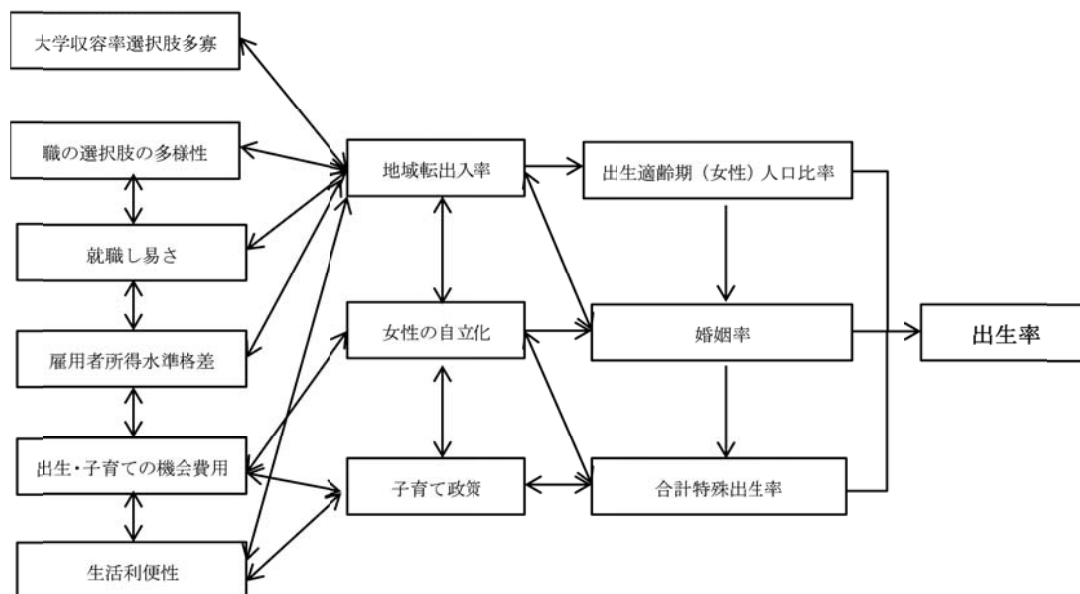 大学収容率選択肢多寡
職の選択肢の多様性
就職し易さ
雇用者所得水準格差
出生・子育ての機会費用
生活利便性
地域転出入率
女性の自立化
子育て政策
出生適齢期（女性）人口比率
婚姻率
合計特殊出生率
出生率